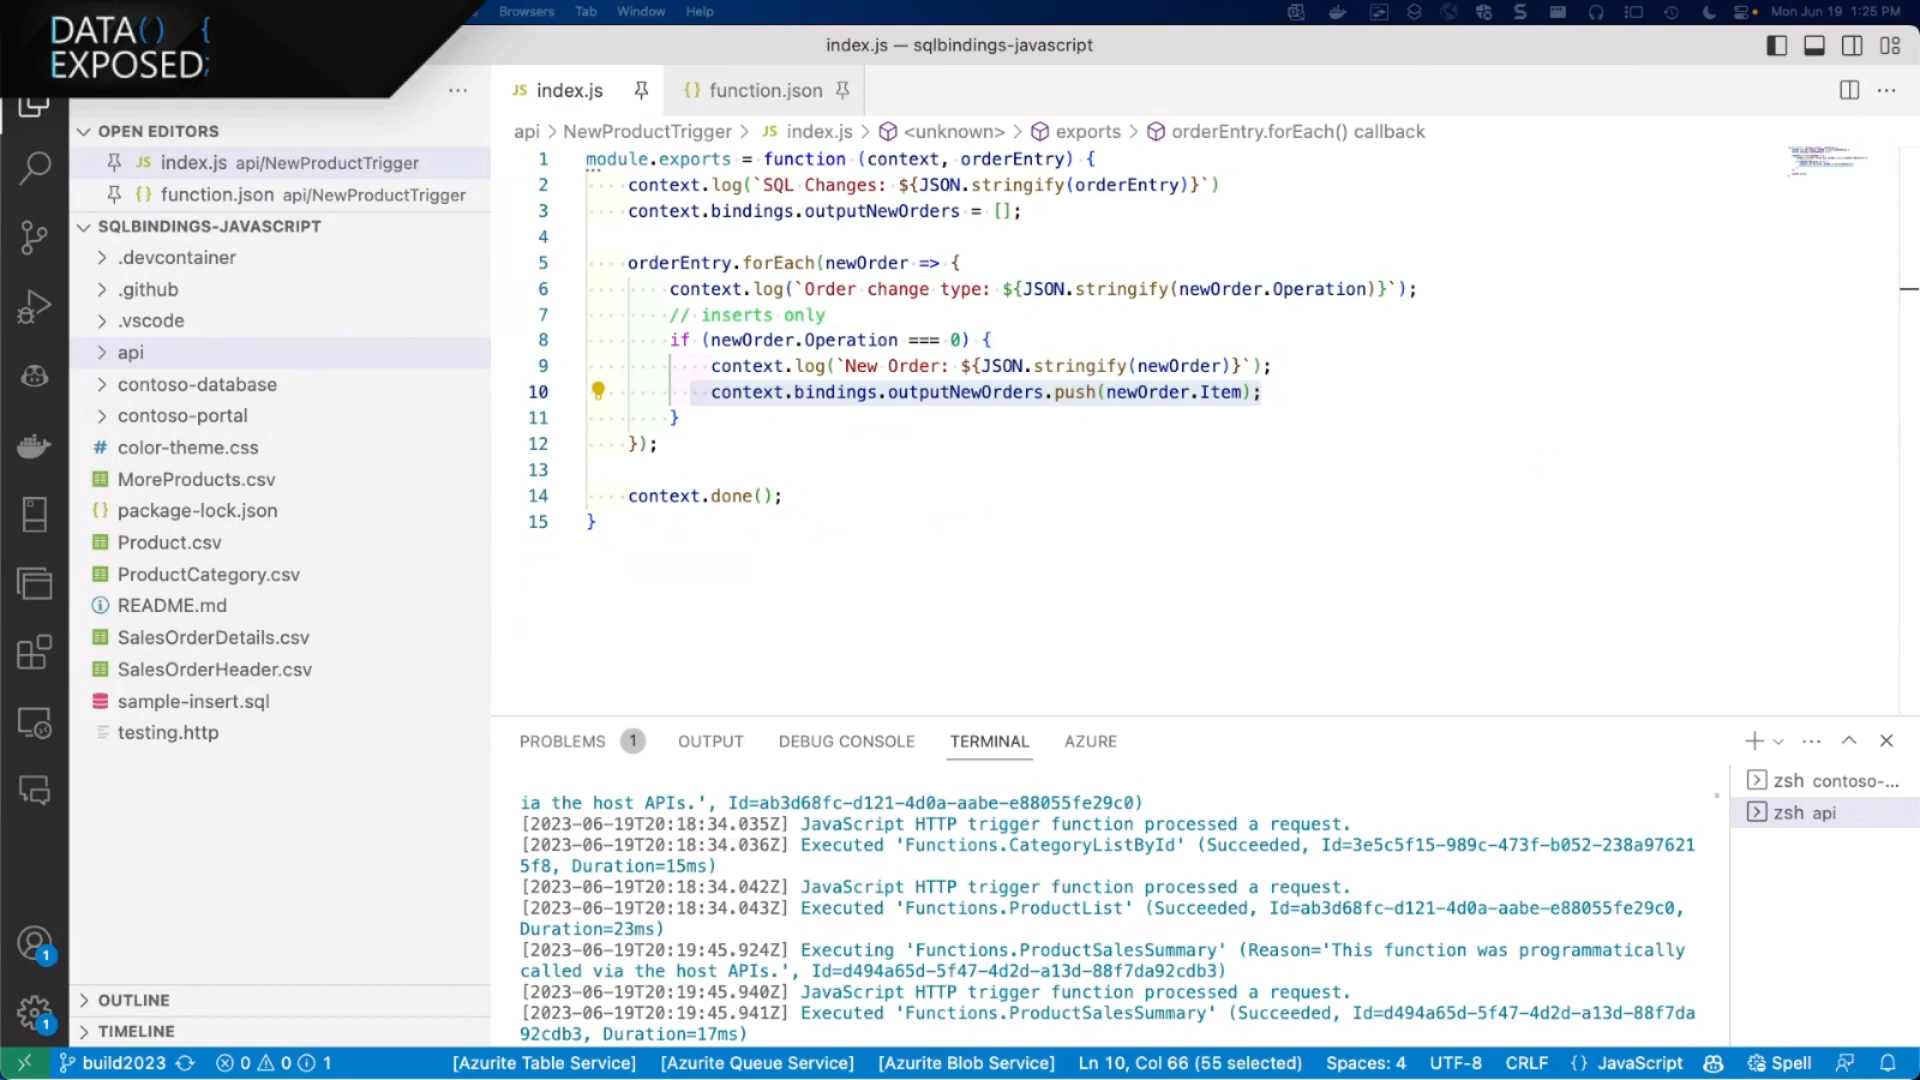 DATA() {
EXPOSED;
Browsers Tab Window Help
Mon Jun 19 1:25 PM
index.js — sqlbindings-javascript
JS index.js
{} function.json
OPEN EDITORS
JS index.js api/NewProductTrigger
{} function.json api/NewProductTrigger
SQLBINDINGS-JAVASCRIPT
.devcontainer
.github
.vscode
api
contoso-database
contoso-portal
# color-theme.css
MoreProducts.csv
{} package-lock.json
Product.csv
ProductCategory.csv
README.md
SalesOrderDetails.csv
SalesOrderHeader.csv
sample-insert.sql
testing.http
OUTLINE
TIMELINE
api > NewProductTrigger > JS index.js > <unknown> > exports > orderEntry.forEach() callback
1 module.exports = function (context, orderEntry) {
2 context.log(`SQL Changes: ${JSON.stringify(orderEntry)}`)
3 context.bindings.outputNewOrders = [];
4
5 orderEntry.forEach(newOrder => {
6 context.log(`Order change type: ${JSON.stringify(newOrder.Operation)}`);
7 // inserts only
8 if (newOrder.Operation === 0) {
9 context.log(`New Order: ${JSON.stringify(newOrder)}`);
10 context.bindings.outputNewOrders.push(newOrder.Item);
11 }
12 });
13
14 context.done();
15 }
PROBLEMS 1 OUTPUT DEBUG CONSOLE TERMINAL AZURE
ia the host APIs.', Id=ab3d68fc-d121-4d0a-aabe-e88055fe29c0)
[2023-06-19T20:18:34.035Z] JavaScript HTTP trigger function processed a request.
[2023-06-19T20:18:34.036Z] Executed 'Functions.CategoryListById' (Succeeded, Id=3e5c5f15-989c-473f-b052-238a97621
5f8, Duration=15ms)
[2023-06-19T20:18:34.042Z] JavaScript HTTP trigger function processed a request.
[2023-06-19T20:18:34.043Z] Executed 'Functions.ProductList' (Succeeded, Id=ab3d68fc-d121-4d0a-aabe-e88055fe29c0,
Duration=23ms)
[2023-06-19T20:19:45.924Z] Executing 'Functions.ProductSalesSummary' (Reason='This function was programmatically
called via the host APIs.', Id=d494a65d-5f47-4d2d-a13d-88f7da92cdb3)
[2023-06-19T20:19:45.940Z] JavaScript HTTP trigger function processed a request.
[2023-06-19T20:19:45.941Z] Executed 'Functions.ProductSalesSummary' (Succeeded, Id=d494a65d-5f47-4d2d-a13d-88f7da
92cdb3, Duration=17ms)
zsh contoso-...
zsh api
1
1
build2023 0 0 1 [Azurite Table Service] [Azurite Queue Service] [Azurite Blob Service] Ln 10, Col 66 (55 selected) Spaces: 4 UTF-8 CRLF {} JavaScript Spell